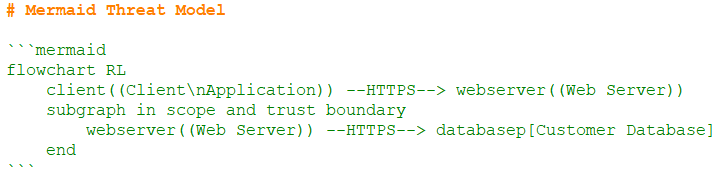 # Mermaid Threat Model
```mermaid
flowchart RL
    client((Client\nApplication)) --HTTPS--> webserver((Web Server))
    subgraph in scope and trust boundary
        webserver((Web Server)) --HTTPS--> databasep[Customer Database]
    end
```